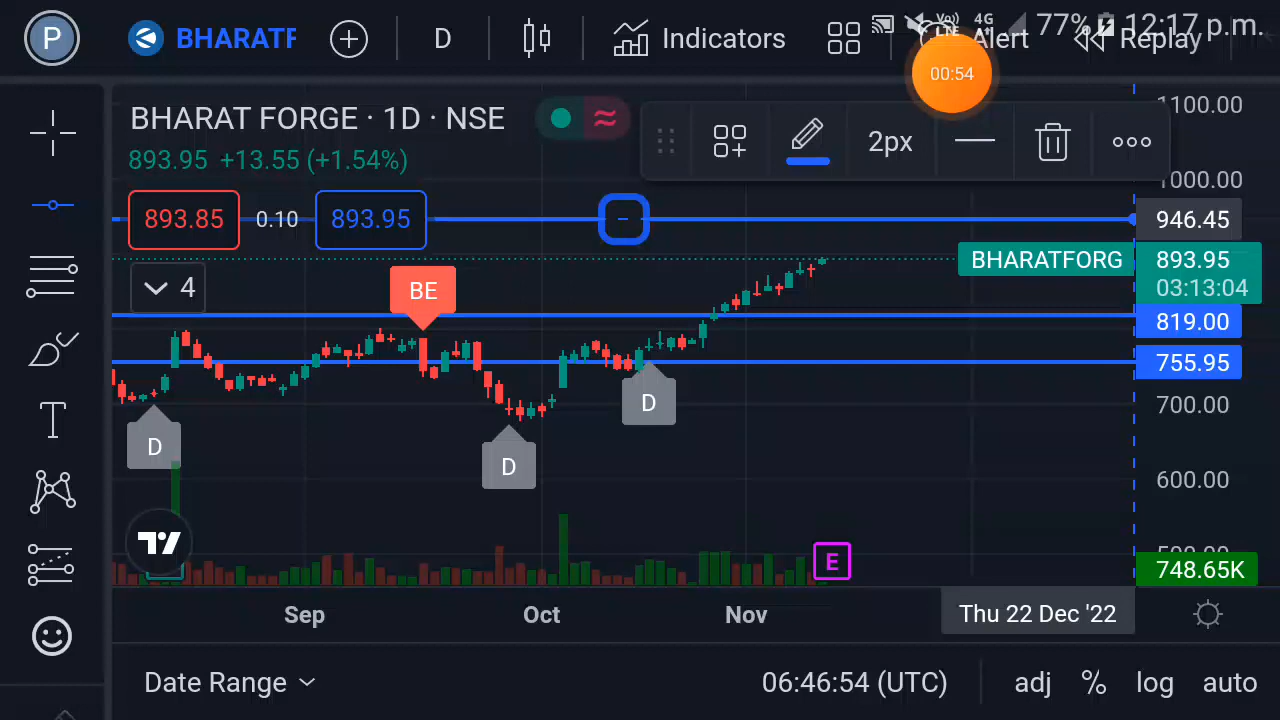 P BHARATF D Indicators Alert Replay
VoLTE 4G 77% 12:17 p.m.
00:54
BHARAT FORGE · 1D · NSE
893.95 +13.55 (+1.54%)
2px
893.85 0.10 893.95
4
BE
D
D
D
E
1100.00
1000.00
946.45
BHARATFORG 893.95
03:13:04
819.00
755.95
700.00
600.00
748.65K
Sep Oct Nov Thu 22 Dec '22
Date Range 06:46:54 (UTC) adj % log auto